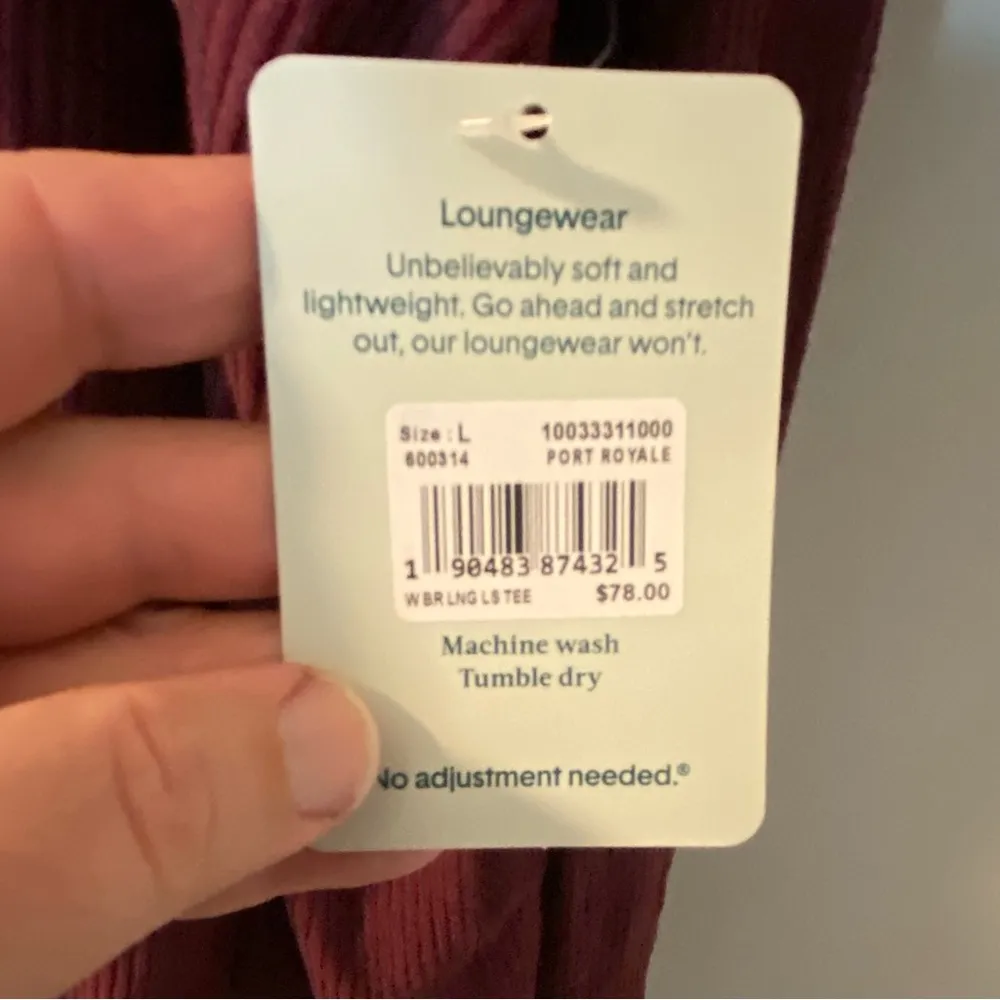 Loungewear
Unbelievably soft and
lightweight. Go ahead and stretch
out, our loungewear won't.
Size : L 10033311000
600314 PORT ROYALE
1 90483 87432 5
W BR LNG LS TEE $78.00
Machine wash
Tumble dry
No adjustment needed.®